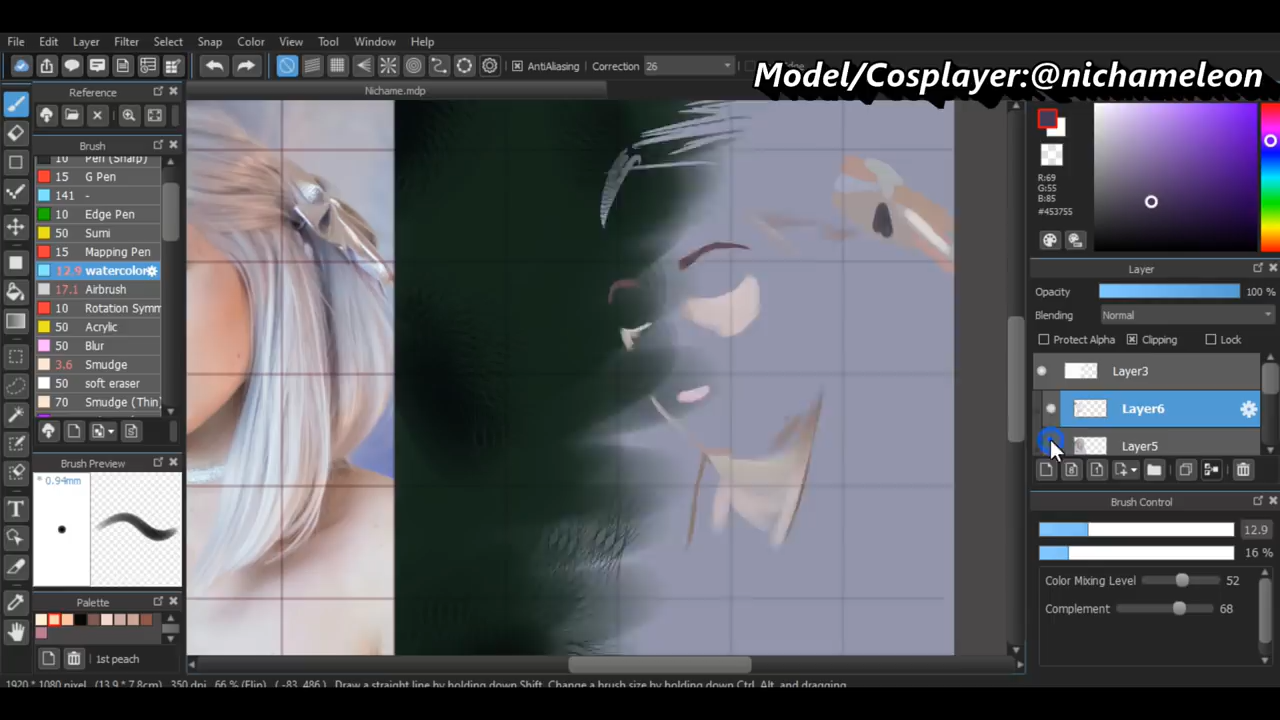 File Edit Layer Filter Select Snap Color View Tool Window Help
AntiAliasing Correction 26
Model/Cosplayer:@nichameleon
Reference
Nichame.mdp
Brush
10 Pen (Sharp)
15 G Pen
141 -
10 Edge Pen
50 Sumi
15 Mapping Pen
12.9 watercolor
17.1 Airbrush
10 Rotation Symm
50 Acrylic
50 Blur
3.6 Smudge
50 soft eraser
70 Smudge (Thin)
Brush Preview
* 0.94mm
Palette
1st peach
R:69
G:55
B:85
#453755
Layer
Opacity 100 %
Blending Normal
Protect Alpha Clipping Lock
Layer3
Layer6
Layer5
Brush Control
12.9
16 %
Color Mixing Level 52
Complement 68
1920 * 1080 pixel (13.9 * 7.8cm) 350 dpi 66 % (Flip) ( -83, 486 ) Draw a straight line by holding down Shift, Change a brush size by holding down Ctrl, Alt, and dragging